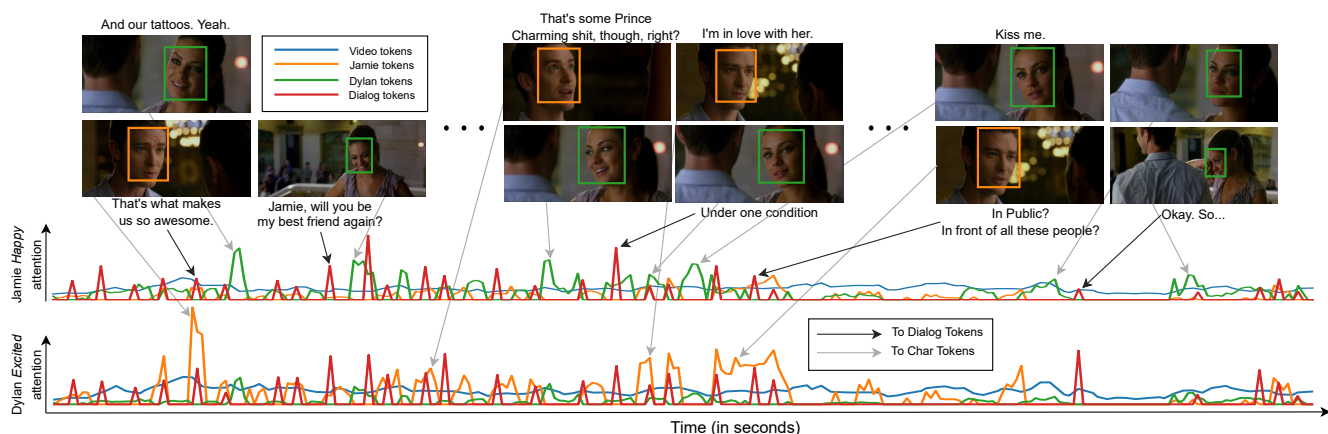 And our tattoos. Yeah.
Video tokens
Jamie tokens
Dylan tokens
Dialog tokens
That's what makes
us so awesome.
Jamie, will you be
my best friend again?
That's some Prince
Charming shit, though, right?
I'm in love with her.
Under one condition
Kiss me.
In Public?
In front of all these people?
Okay. So...
Jamie Happy
attention
To Dialog Tokens
To Char Tokens
Dylan Excited
attention
Time (in seconds)